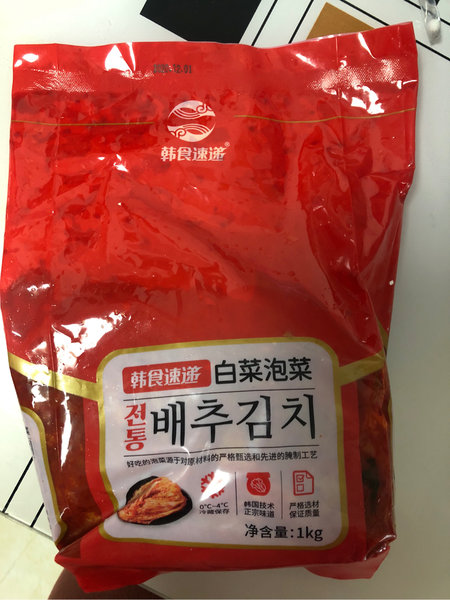 12.01
韩食速递®
韩食速递 白菜泡菜
전통 배추김치
好吃的泡菜源于对原材料的严格甄选和先进的腌制工艺
0℃-4℃ 韩国技术 严格选材
冷藏保存 正宗味道 保证质量
净含量:1kg